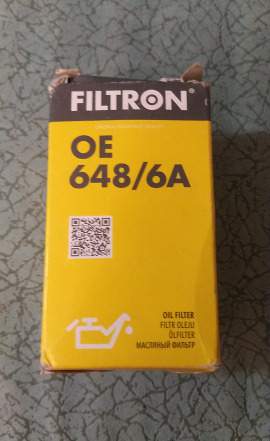 FILTRON
OE
648/6A
OIL FILTER
FILTR OLEJU
ÖLFILTER
МАСЛЯНЫЙ ФИЛЬТР